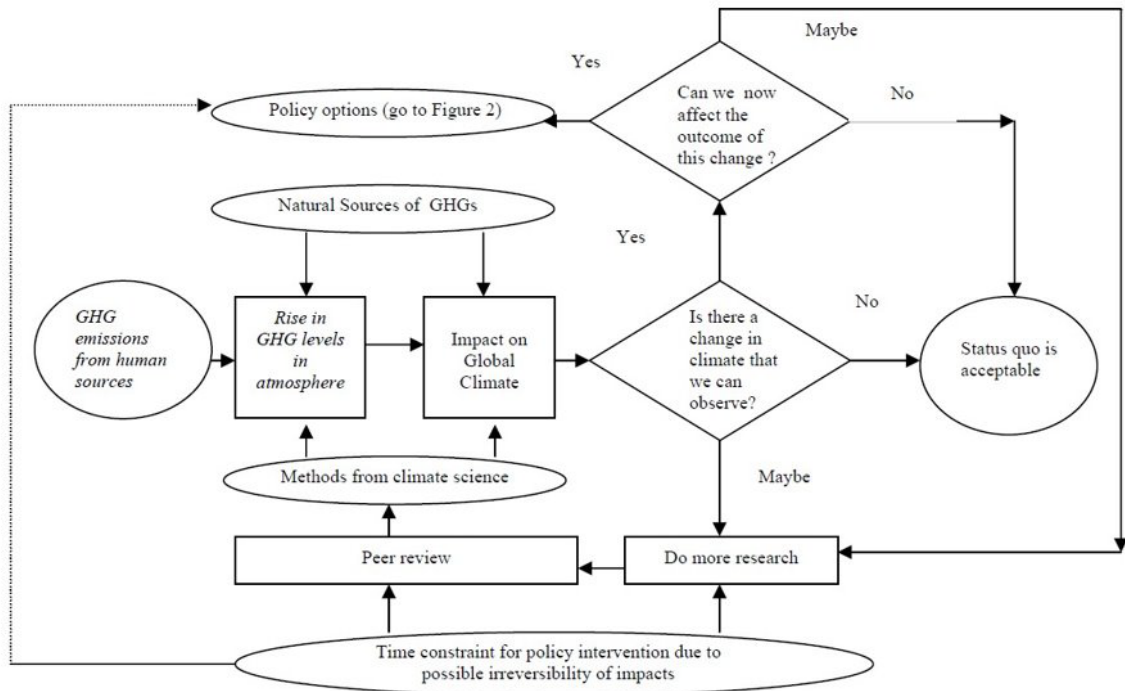 Maybe
Yes
Policy options (go to Figure 2)
Can we now
affect the
outcome of
this change ?
No
Natural Sources of GHGs
Yes
GHG
emissions
from human
sources
Rise in
GHG levels
in
atmosphere
Impact on
Global
Climate
Is there a
change in
climate that
we can
observe?
No
Status quo is
acceptable
Methods from climate science
Maybe
Peer review
Do more research
Time constraint for policy intervention due to
possible irreversibility of impacts